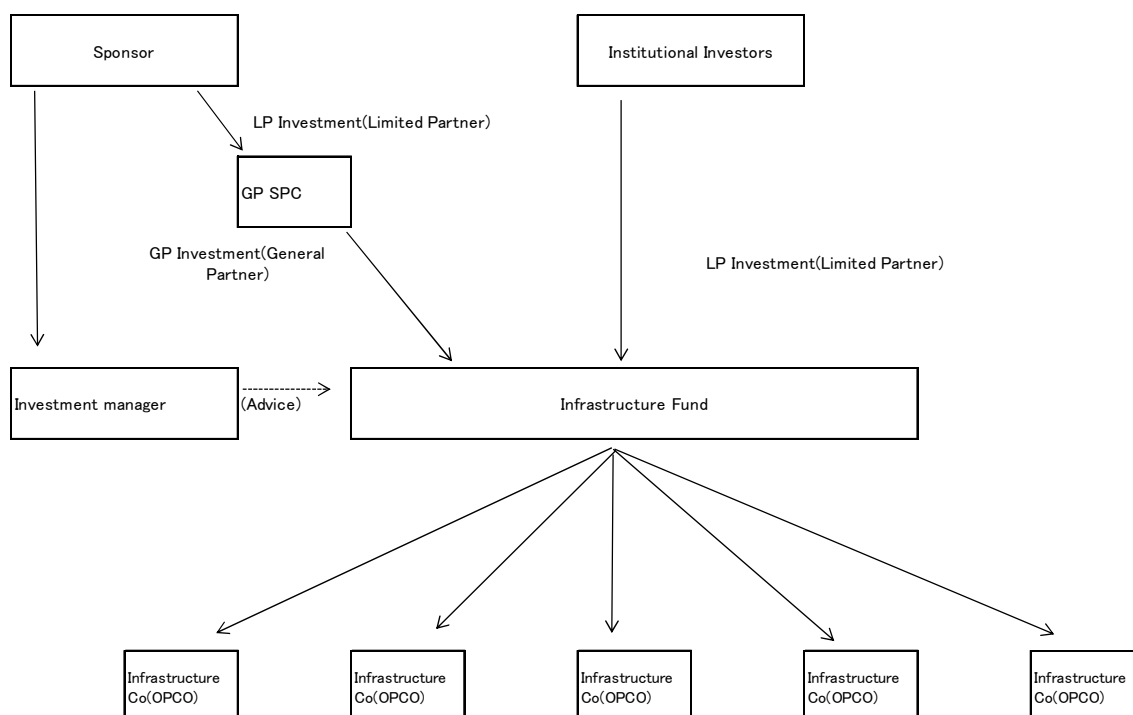 Sponsor
Institutional Investors
LP Investment(Limited Partner)
GP SPC
GP Investment(General
Partner)
LP Investment(Limited Partner)
Investment manager
(Advice)
Infrastructure Fund
Infrastructure
Co(OPCO)
Infrastructure
Co(OPCO)
Infrastructure
Co(OPCO)
Infrastructure
Co(OPCO)
Infrastructure
Co(OPCO)